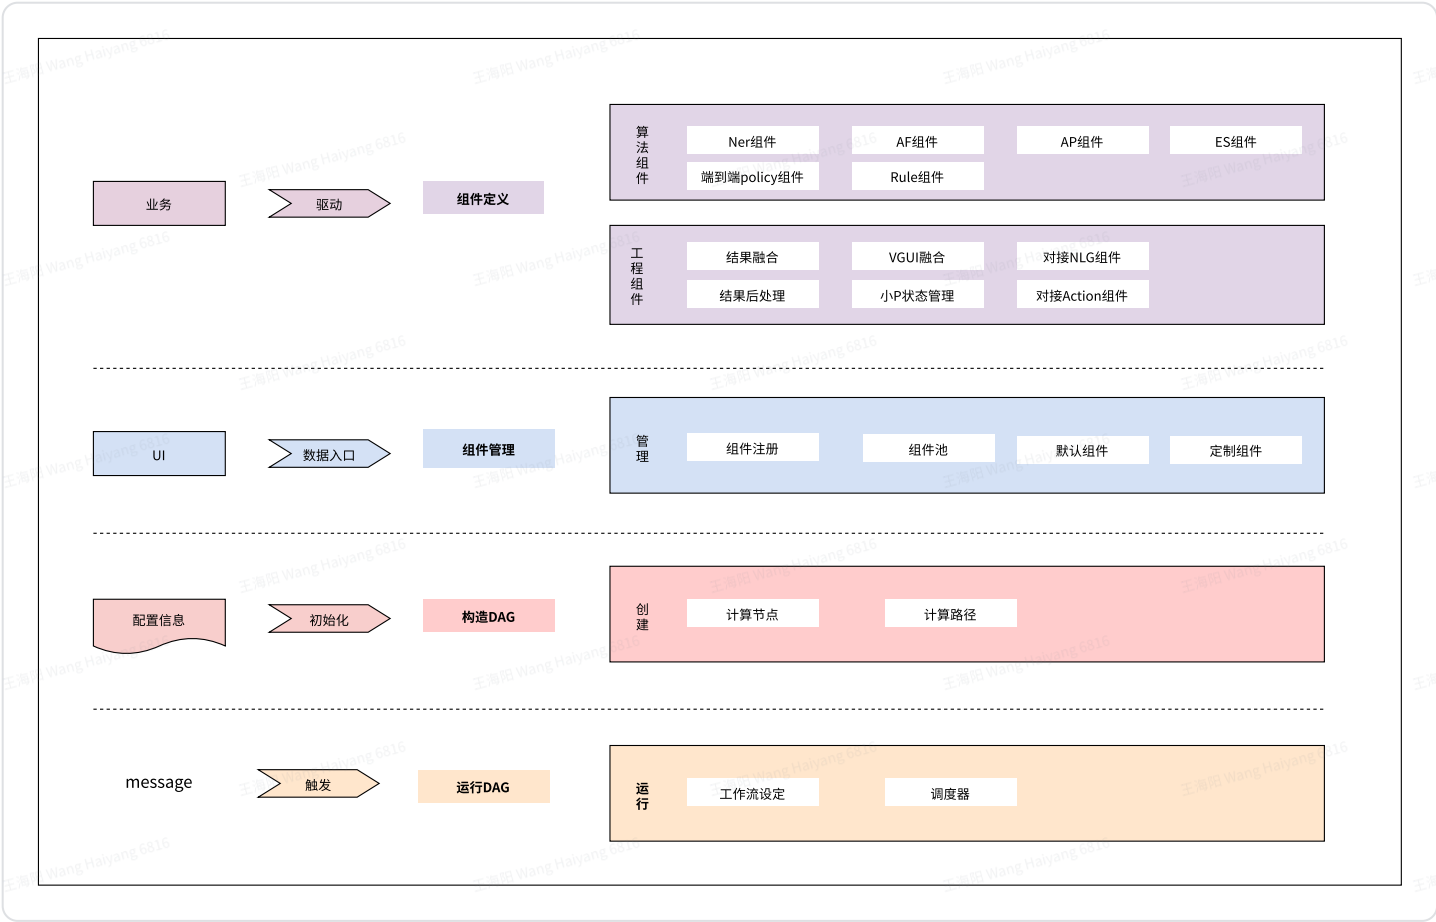 业务
驱动
组件定义
算法组件
Ner组件
AF组件
AP组件
ES组件
端到端policy组件
Rule组件
工程组件
结果融合
VGUI融合
对接NLG组件
结果后处理
小P状态管理
对接Action组件
UI
数据入口
组件管理
管理
组件注册
组件池
默认组件
定制组件
配置信息
初始化
构造DAG
创建
计算节点
计算路径
message
触发
运行DAG
运行
工作流设定
调度器
王海阳 Wang Haiyang 6816